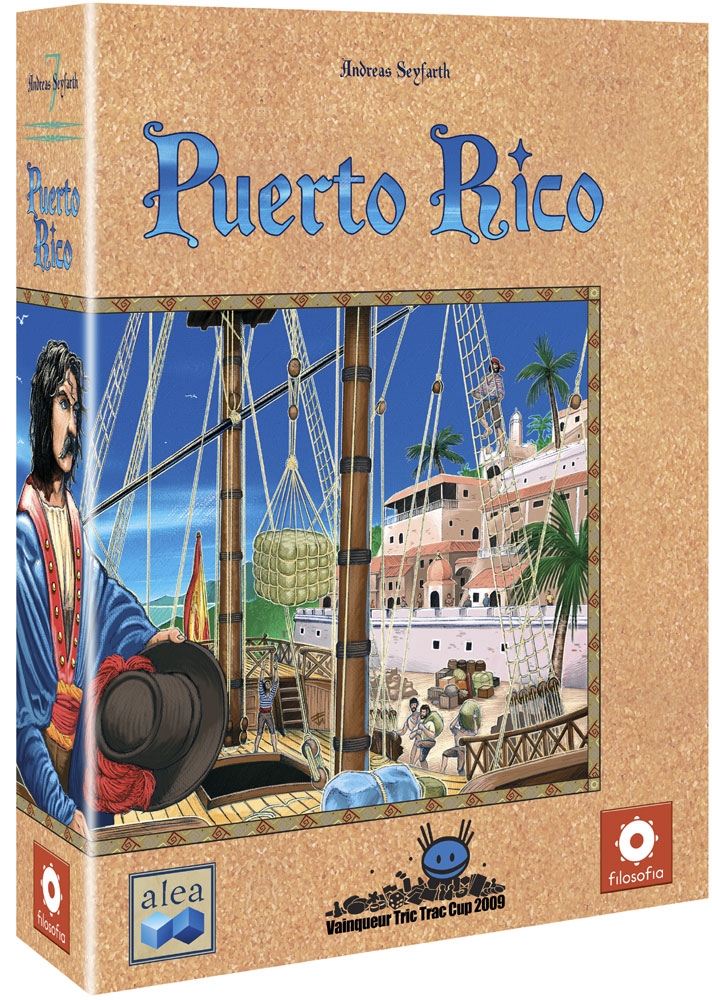 Andreas Seyfarth
Puerto Rico
7
Andreas Seyfarth
Puerto
Rico
filosofia
alea
Vainqueur Tric Trac Cup 2009
filosofia